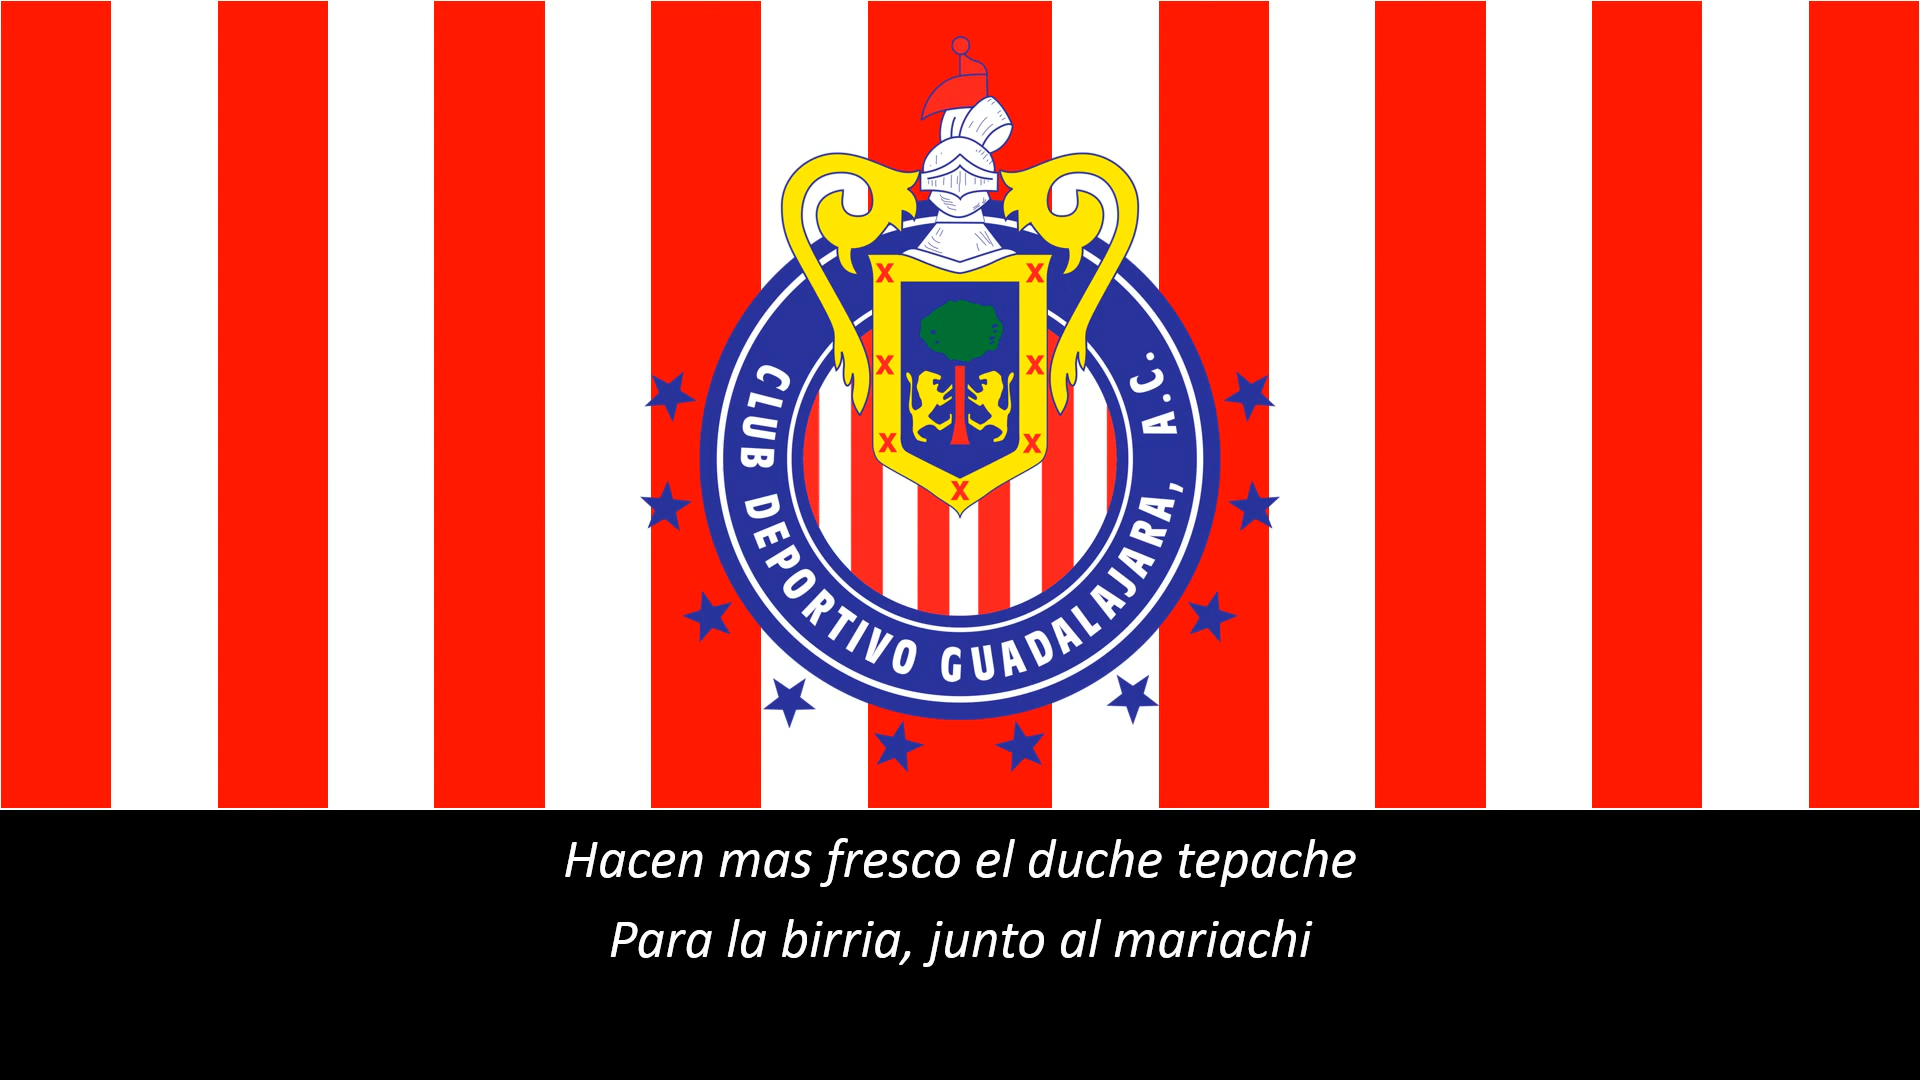 CLUB DEPORTIVO GUADALAJARA, A.C.
X X
X X
X X
X
Hacen mas fresco el duche tepache
Para la birria, junto al mariachi